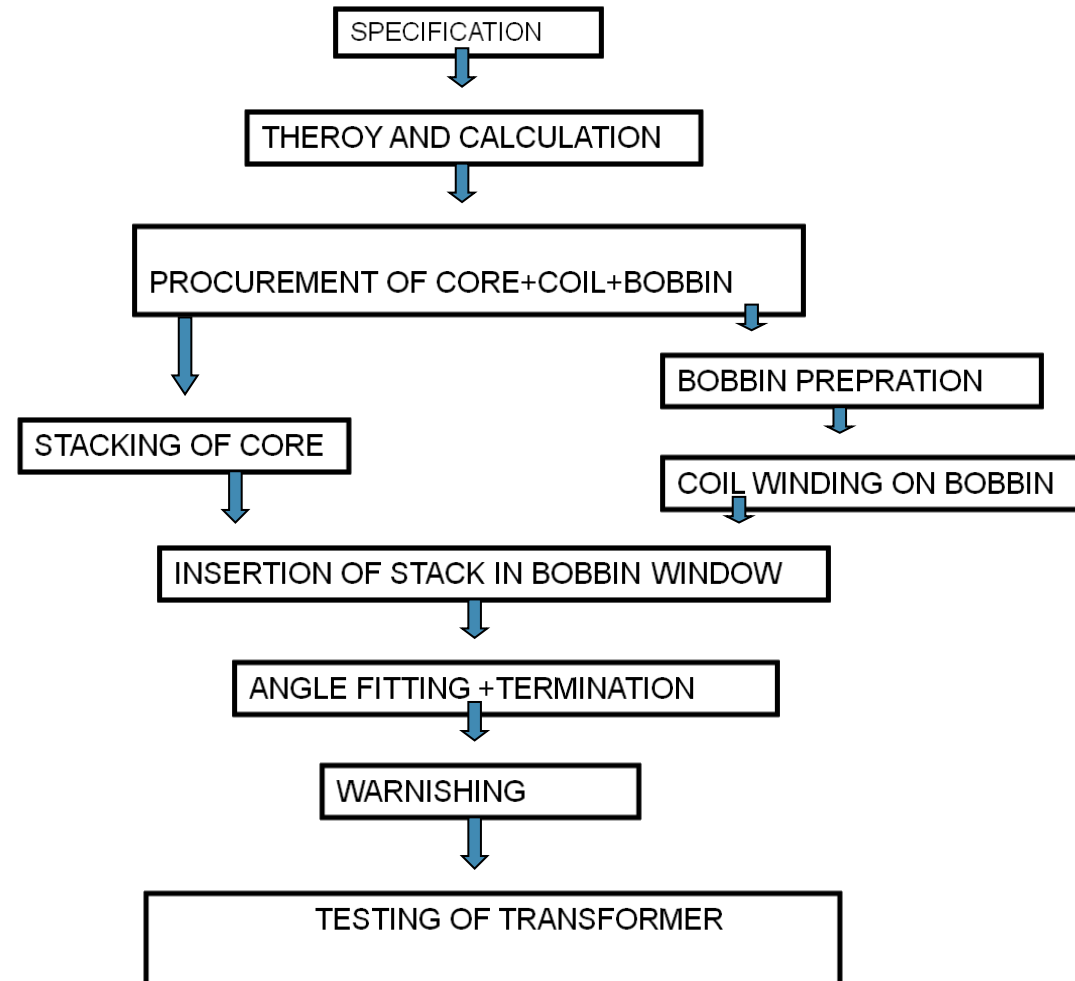 SPECIFICATION
THEROY AND CALCULATION
PROCUREMENT OF CORE+COIL+BOBBIN
BOBBIN PREPRATION
STACKING OF CORE
COIL WINDING ON BOBBIN
INSERTION OF STACK IN BOBBIN WINDOW
ANGLE FITTING +TERMINATION
WARNISHING
TESTING OF TRANSFORMER